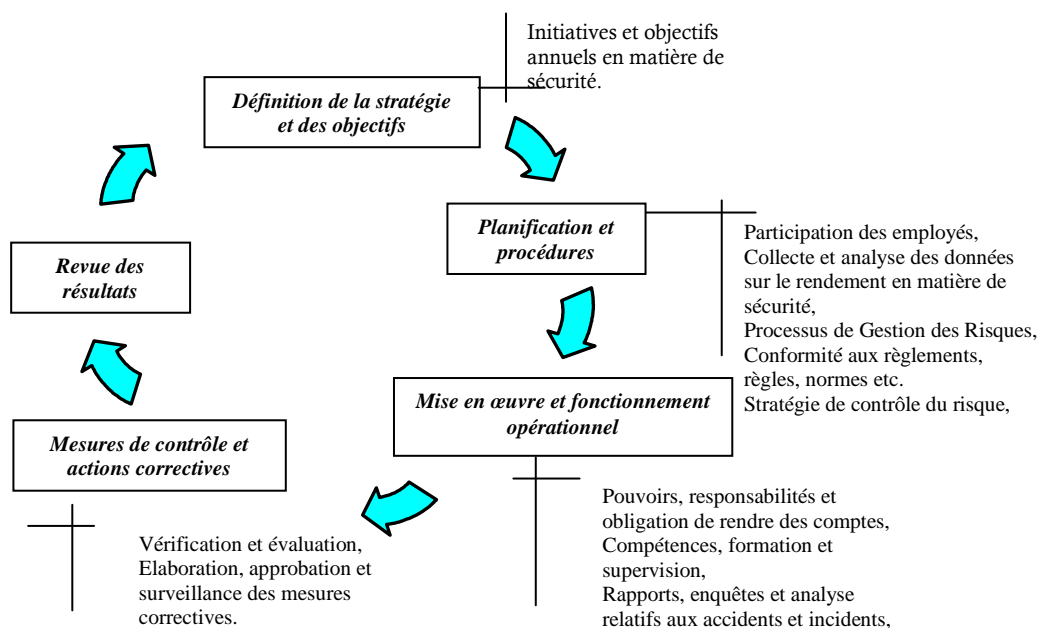 Initiatives et objectifs
annuels en matière de
sécurité.
Définition de la stratégie
et des objectifs
Planification et
procédures
Participation des employés,
Collecte et analyse des données
sur le rendement en matière de
sécurité,
Processus de Gestion des Risques,
Conformité aux règlements,
règles, normes etc.
Stratégie de contrôle du risque,
Revue des
résultats
Mise en œuvre et fonctionnement
opérationnel
Mesures de contrôle et
actions correctives
Pouvoirs, responsabilités et
obligation de rendre des comptes,
Compétences, formation et
supervision,
Rapports, enquêtes et analyse
relatifs aux accidents et incidents,
Vérification et évaluation,
Elaboration, approbation et
surveillance des mesures
correctives.